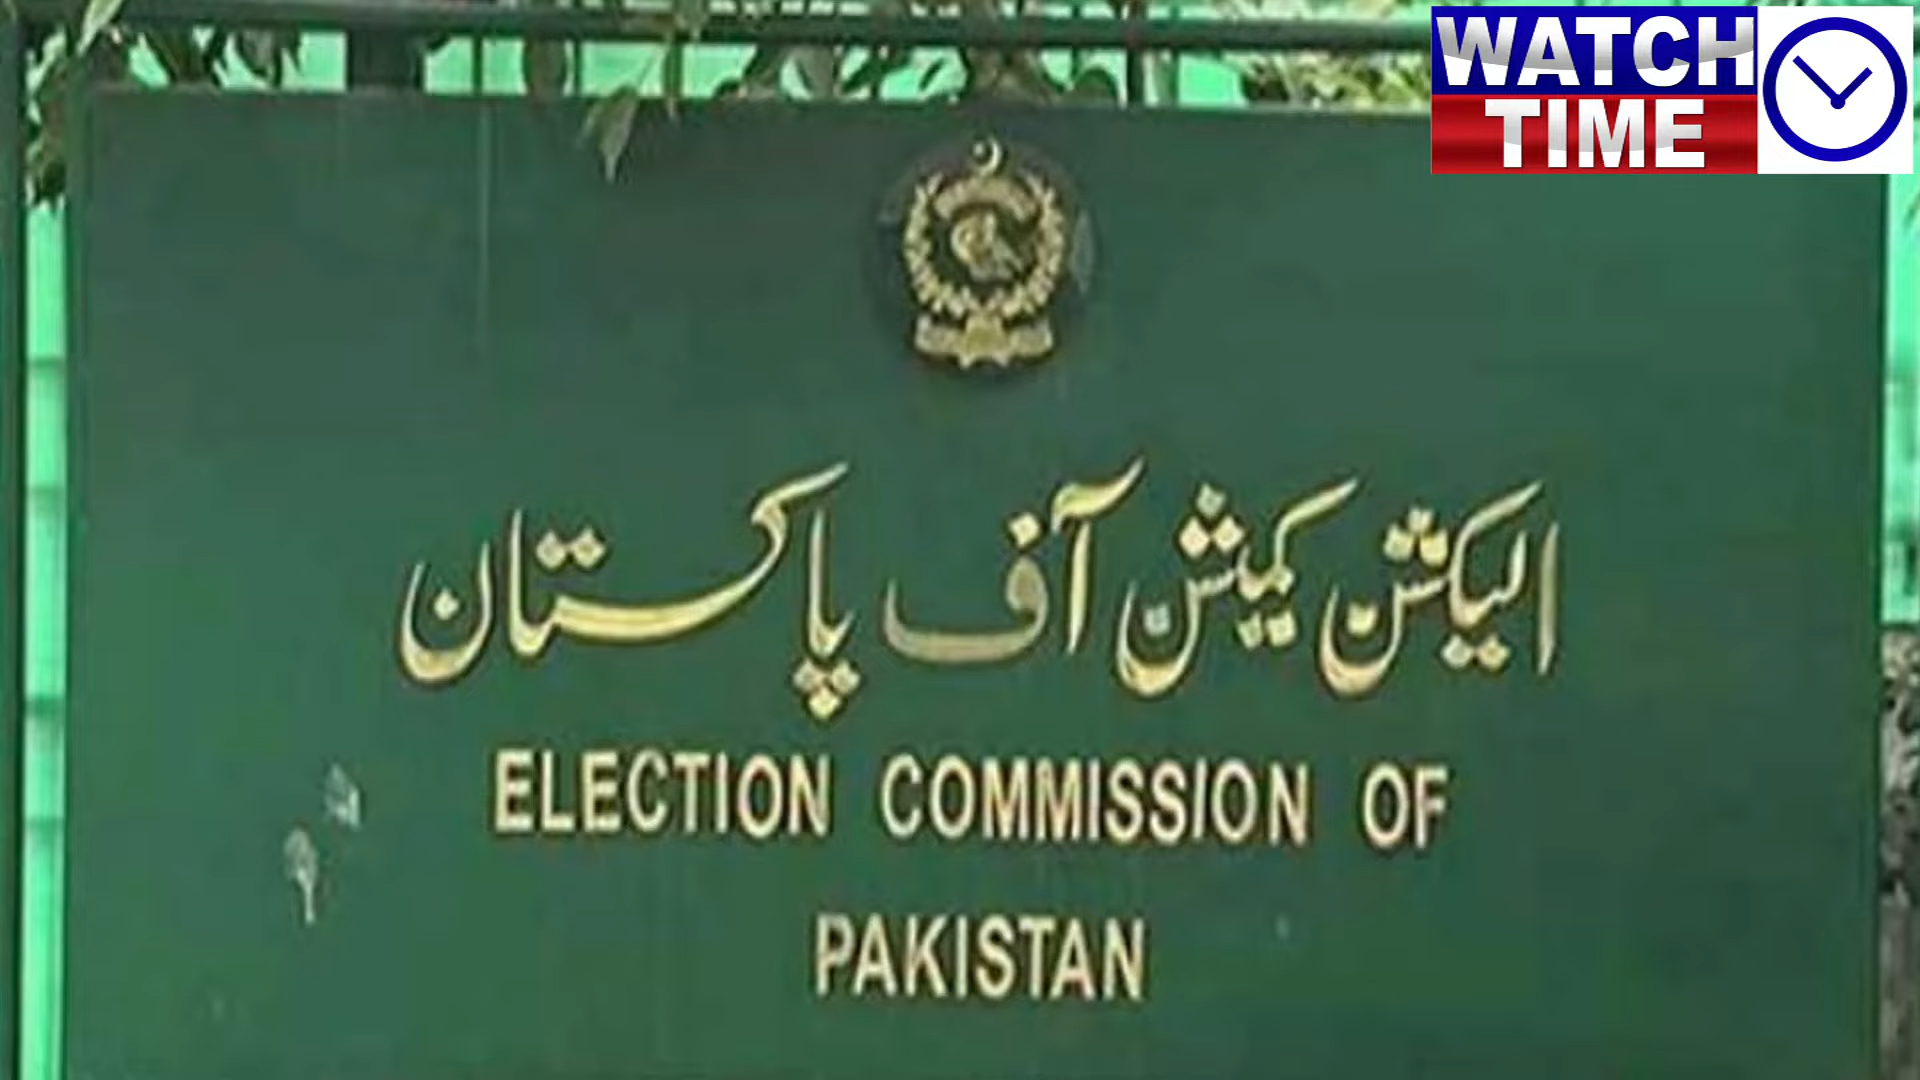 WATCH
TIME
الیکشن کمیشن آف پاکستان
ELECTION COMMISSION OF
PAKISTAN